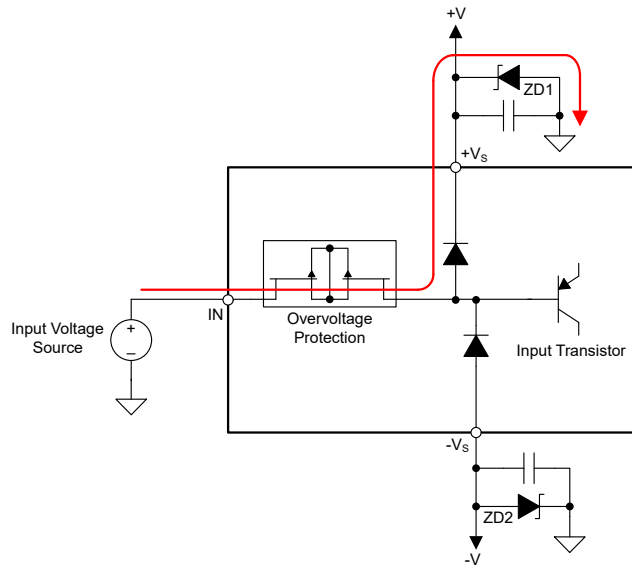 +V
ZD1
+VS
IN
Overvoltage
Protection
Input Voltage
Source
+
–
Input Transistor
-VS
ZD2
-V